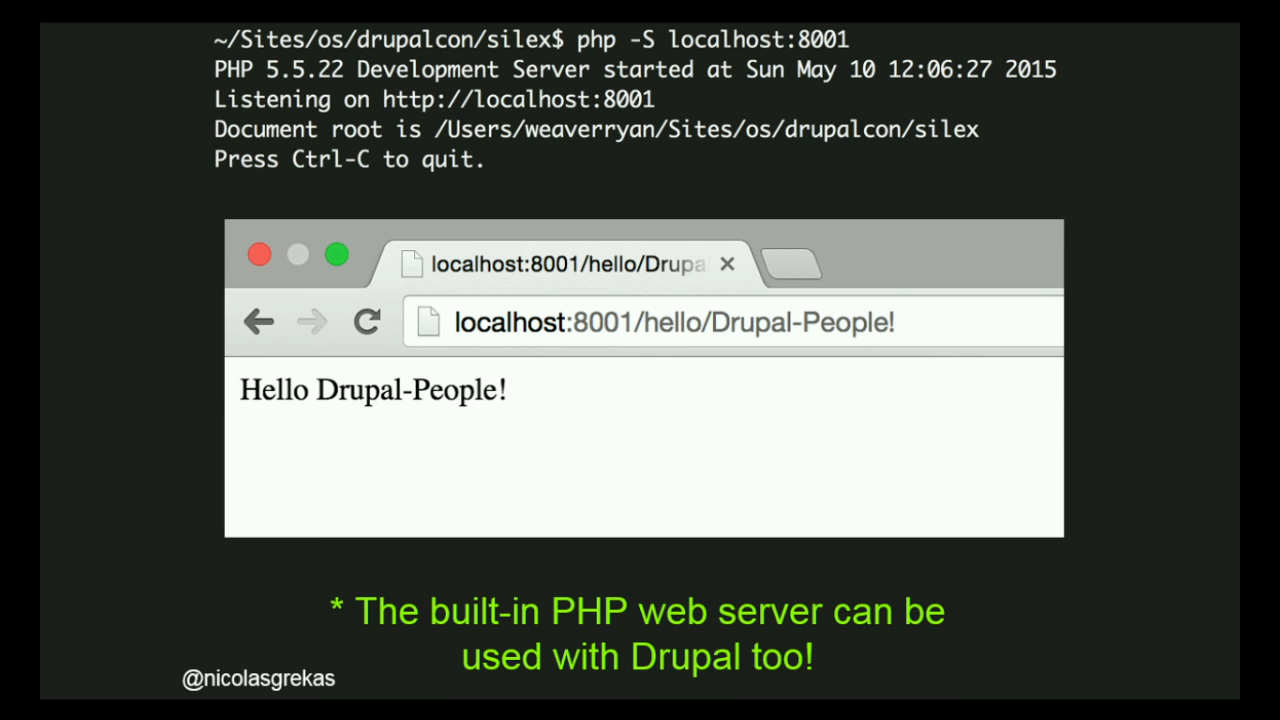 ~/Sites/os/drupalcon/silex$ php -S localhost:8001
PHP 5.5.22 Development Server started at Sun May 10 12:06:27 2015
Listening on http://localhost:8001
Document root is /Users/weaverryan/Sites/os/drupalcon/silex
Press Ctrl-C to quit.
localhost:8001/hello/Drupa
localhost:8001/hello/Drupal-People!
Hello Drupal-People!
* The built-in PHP web server can be
used with Drupal too!
@nicolasgrekas